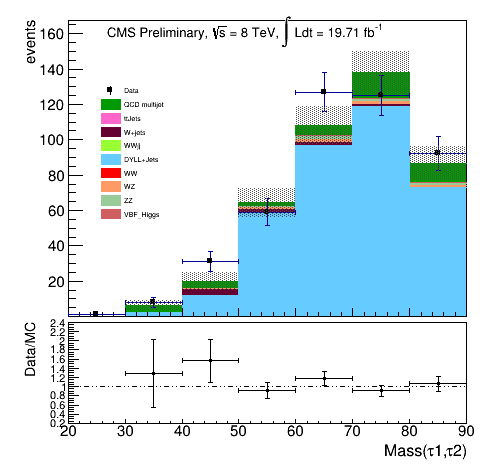 CMS Preliminary, √s = 8 TeV, ∫ Ldt = 19.71 fb⁻¹
events
160
140
120
100
80
60
40
20
Data
QCD multijet
ttJets
W+jets
WWjj
DYLL+Jets
WW
WZ
ZZ
VBF_Higgs
Data/MC
2.4
2.2
2
1.8
1.6
1.4
1.2
1
0.8
0.6
0.4
0.2
20 30 40 50 60 70 80 90
Mass(τ1,τ2)